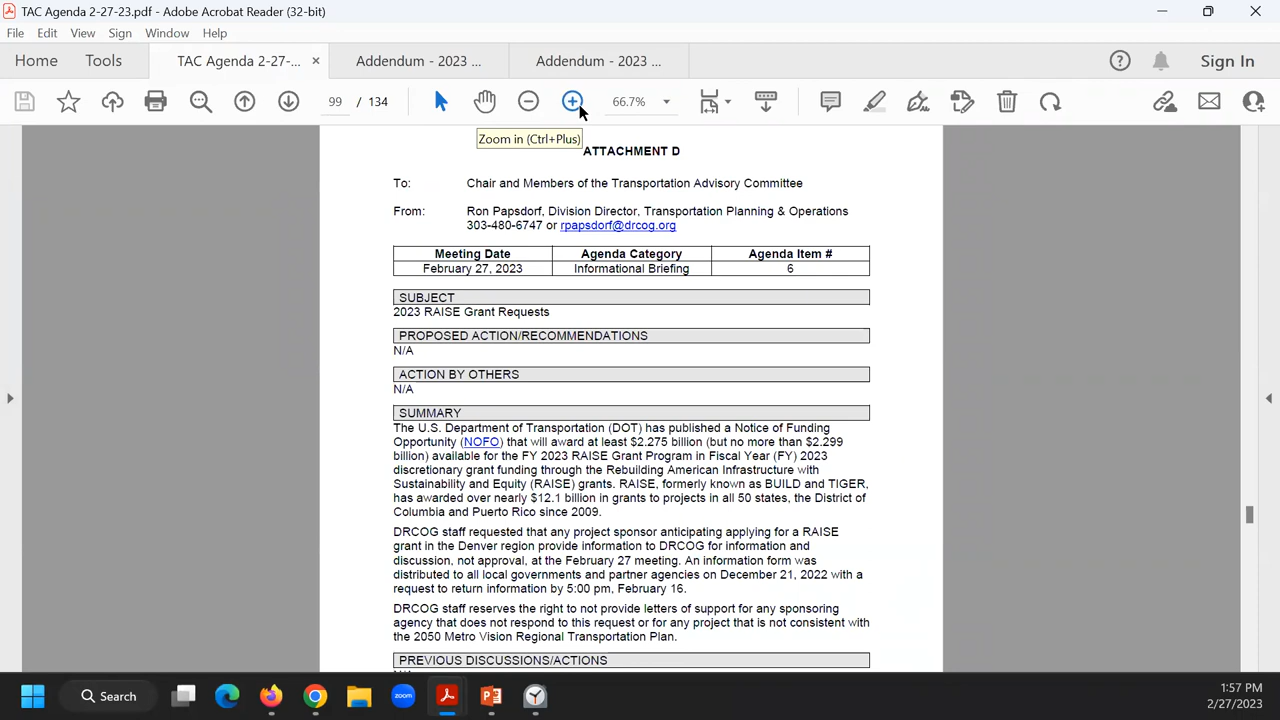 TAC Agenda 2-27-23.pdf - Adobe Acrobat Reader (32-bit)
File Edit View Sign Window Help
Home Tools TAC Agenda 2-27-... × Addendum - 2023 ... Addendum - 2023 ... Sign In
99 / 134 66.7%
Zoom in (Ctrl+Plus)
ATTACHMENT D
To: Chair and Members of the Transportation Advisory Committee
From: Ron Papsdorf, Division Director, Transportation Planning & Operations
303-480-6747 or rpapsdorf@drcog.org
Meeting Date Agenda Category Agenda Item #
February 27, 2023 Informational Briefing 6
SUBJECT
2023 RAISE Grant Requests
PROPOSED ACTION/RECOMMENDATIONS
N/A
ACTION BY OTHERS
N/A
SUMMARY
The U.S. Department of Transportation (DOT) has published a Notice of Funding
Opportunity (NOFO) that will award at least $2.275 billion (but no more than $2.299
billion) available for the FY 2023 RAISE Grant Program in Fiscal Year (FY) 2023
discretionary grant funding through the Rebuilding American Infrastructure with
Sustainability and Equity (RAISE) grants. RAISE, formerly known as BUILD and TIGER,
has awarded over nearly $12.1 billion in grants to projects in all 50 states, the District of
Columbia and Puerto Rico since 2009.
DRCOG staff requested that any project sponsor anticipating applying for a RAISE
grant in the Denver region provide information to DRCOG for information and
discussion, not approval, at the February 27 meeting. An information form was
distributed to all local governments and partner agencies on December 21, 2022 with a
request to return information by 5:00 pm, February 16.
DRCOG staff reserves the right to not provide letters of support for any sponsoring
agency that does not respond to this request or for any project that is not consistent with
the 2050 Metro Vision Regional Transportation Plan.
PREVIOUS DISCUSSIONS/ACTIONS
Search zoom 1:57 PM
2/27/2023